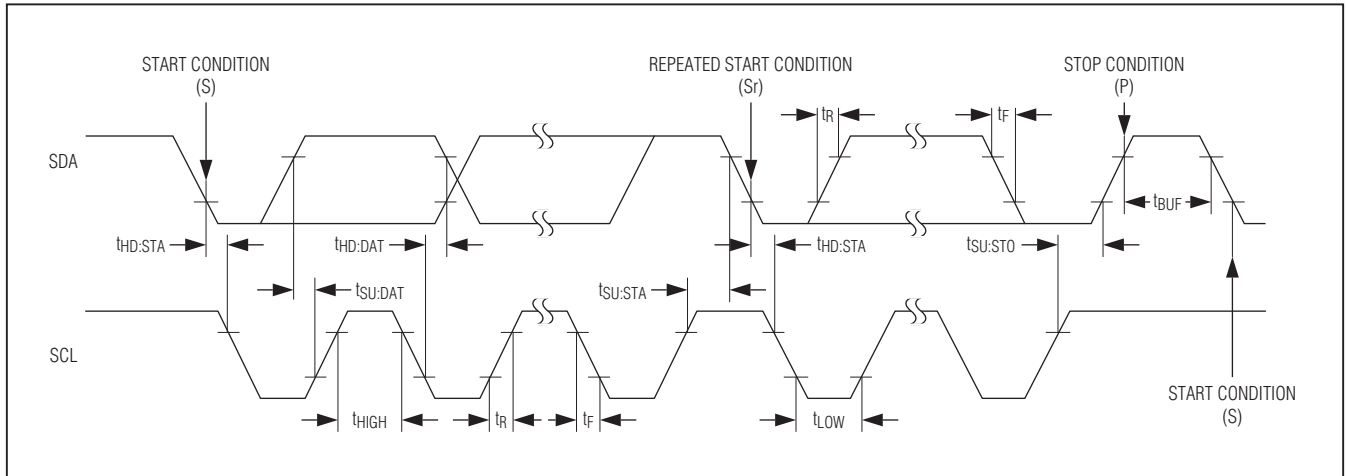 START CONDITION
(S)
REPEATED START CONDITION
(Sr)
STOP CONDITION
(P)
tR
tF
SDA
tBUF
tHD:STA
tHD:DAT
tHD:STA
tSU:STO
tSU:DAT
tSU:STA
SCL
tHIGH
tR
tF
tLOW
START CONDITION
(S)